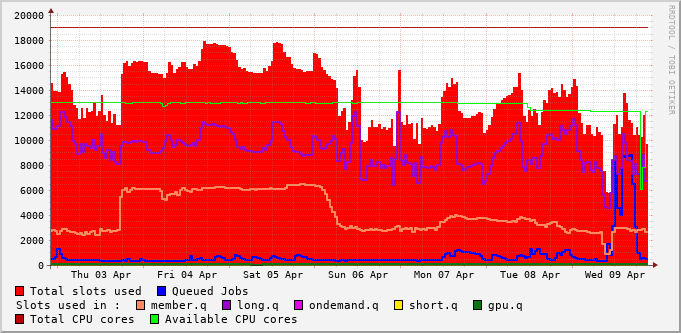 20000
18000
16000
14000
12000
10000
8000
6000
4000
2000
0
Thu 03 Apr Fri 04 Apr Sat 05 Apr Sun 06 Apr Mon 07 Apr Tue 08 Apr Wed 09 Apr
RRDTOOL / TOBI OETIKER
Total slots used Queued Jobs
Slots used in : member.q long.q ondemand.q short.q gpu.q
Total CPU cores Available CPU cores